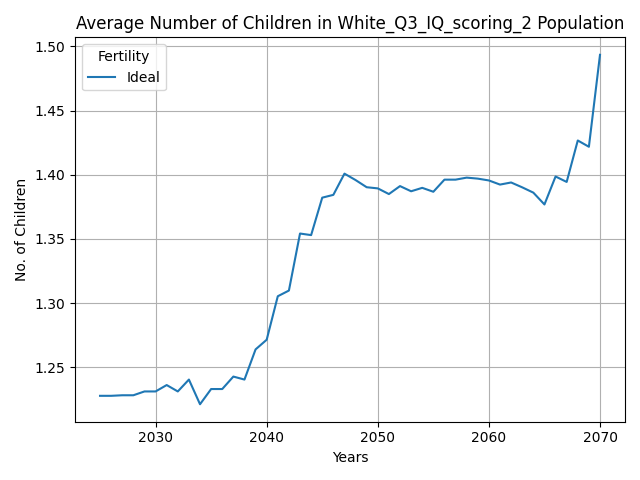 Average Number of Children in White_Q3_IQ_scoring_2 Population
Fertility
Ideal
No. of Children
1.50
1.45
1.40
1.35
1.30
1.25
2030
2040
2050
2060
2070
Years